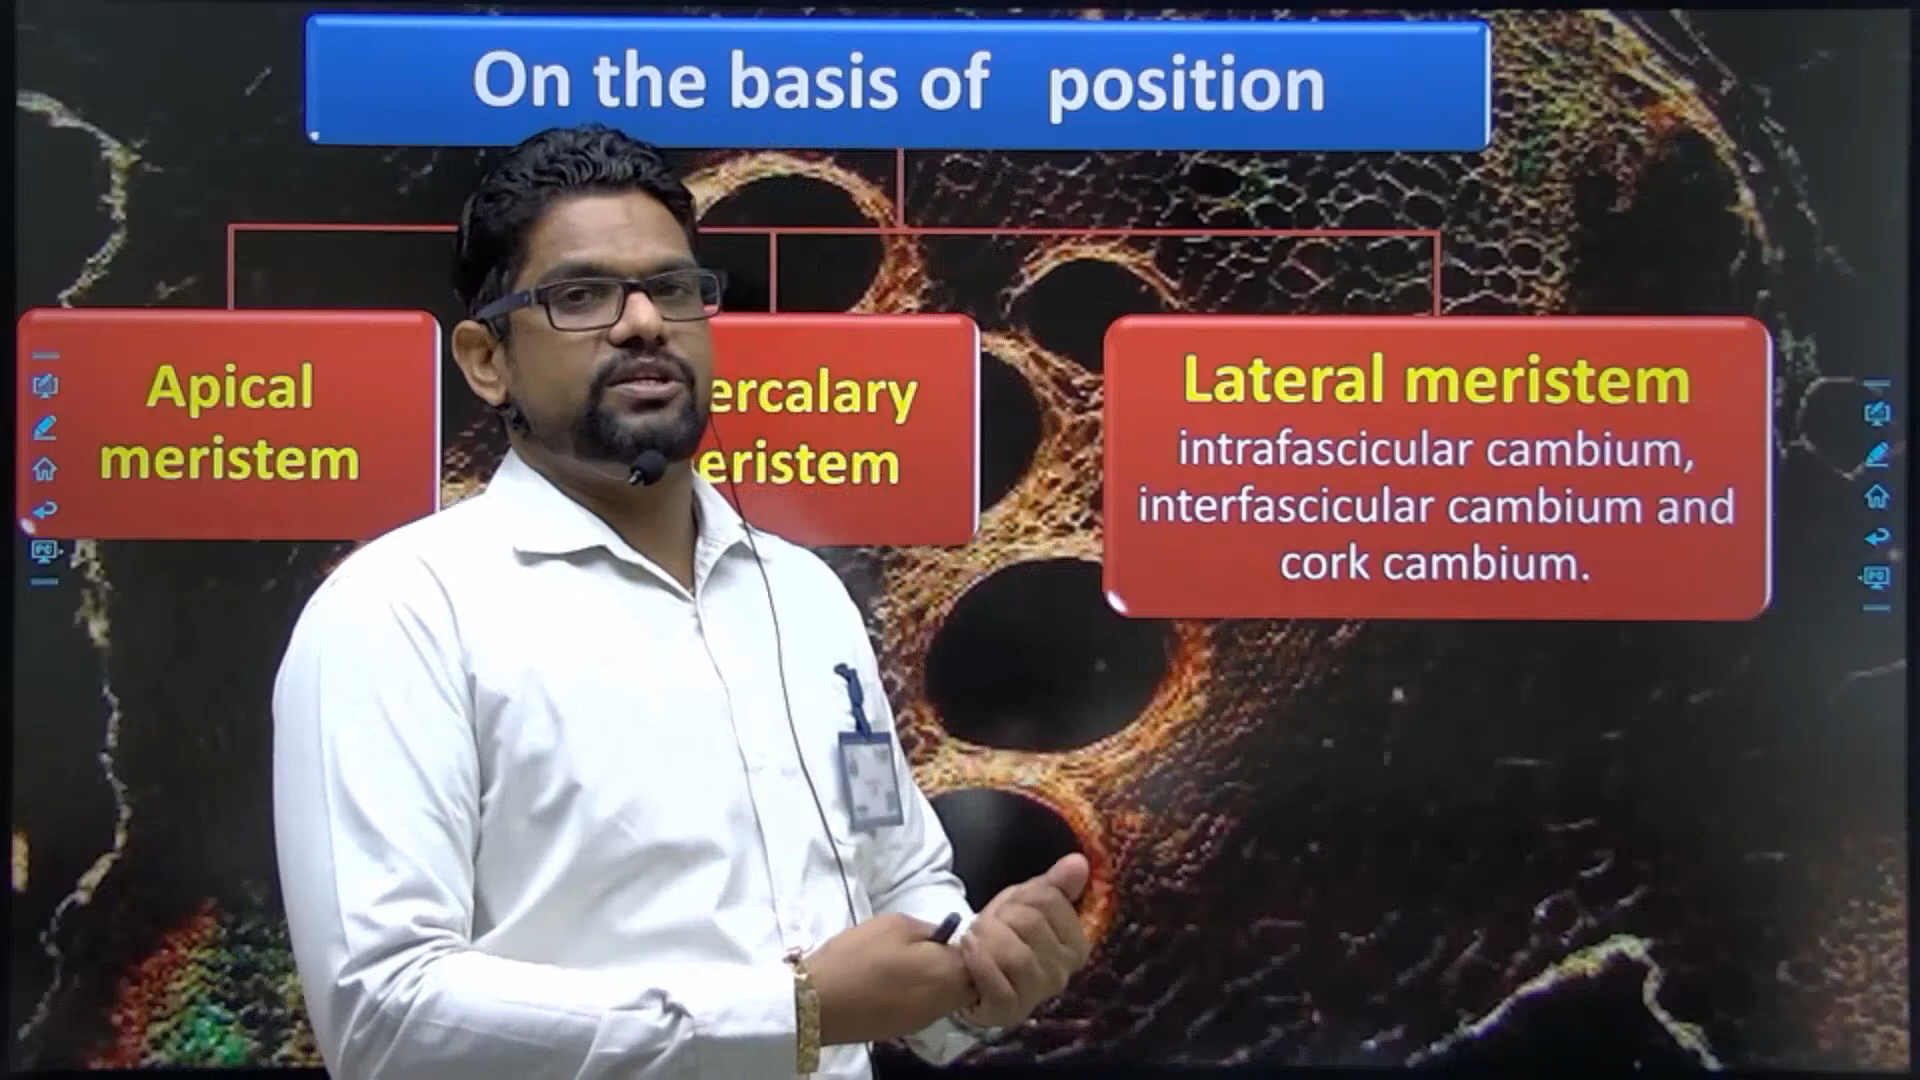 On the basis of position
Apical
meristem
ercalary
eristem
Lateral meristem
intrafascicular cambium,
interfascicular cambium and
cork cambium.